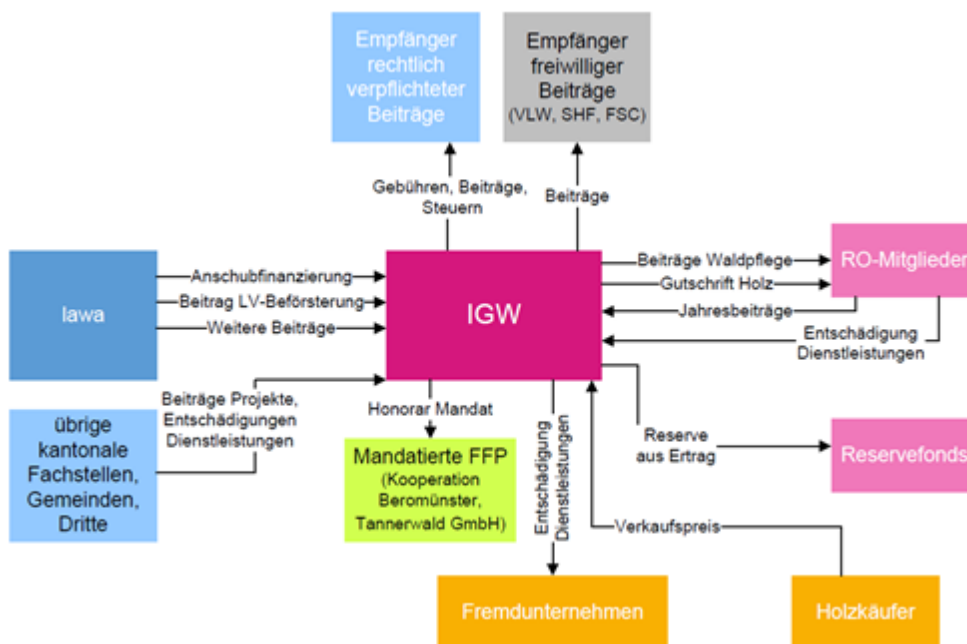 Empfänger
rechtlich
verpflichteter
Beiträge
Empfänger
freiwilliger
Beiträge
(VLW, SHF, FSC)
Gebühren, Beiträge,
Steuern
Beiträge
lawa
Anschubfinanzierung
Beitrag LV-Beförsterung
Weitere Beiträge
IGW
Beiträge Waldpflege
Gutschrift Holz
Jahresbeiträge
RO-Mitglieder
Entschädigung
Dienstleistungen
übrige
kantonale
Fachstellen,
Gemeinden,
Dritte
Beiträge Projekte,
Entschädigungen
Dienstleistungen
Honorar Mandat
Mandatierte FFP
(Kooperation
Beromünster,
Tannerwald GmbH)
Entschädigung
Dienstleistungen
Reserve
aus Ertrag
Reservefonds
Verkaufspreis
Fremdunternehmen
Holzkäufer